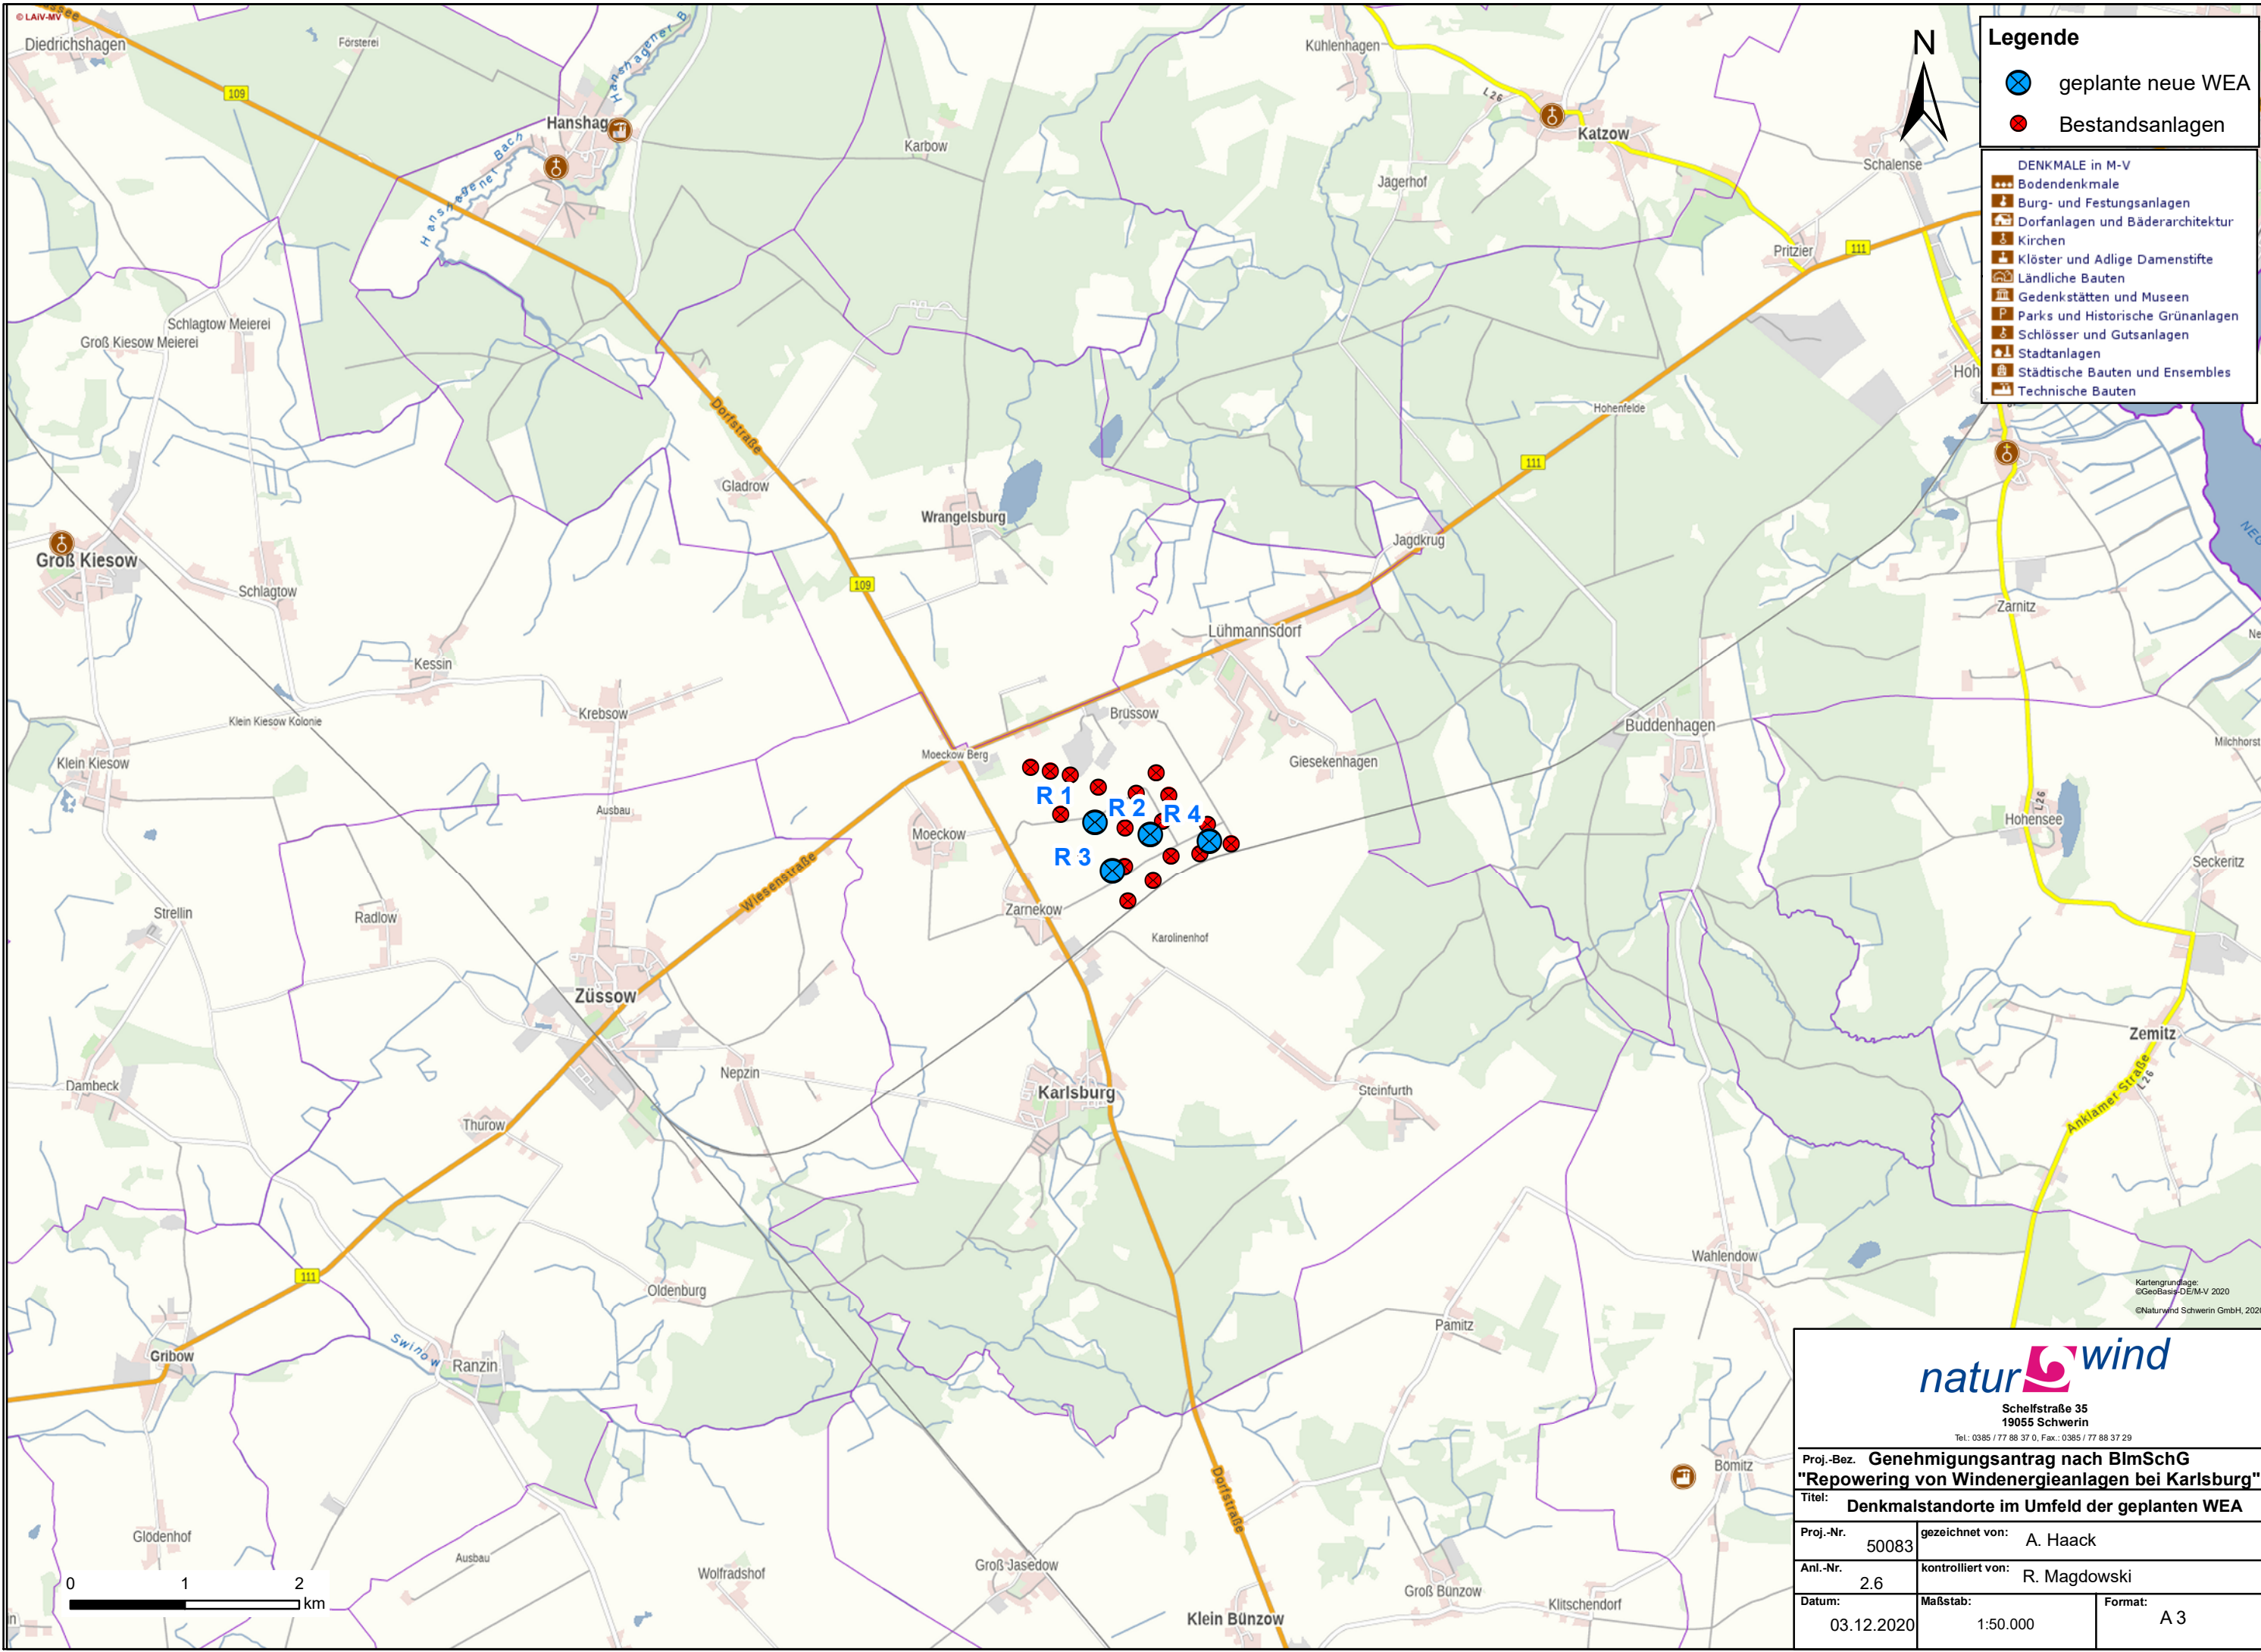 © LAiV-MV
Diedrichshagen
Försterei
109
Hanshagener B
Hanshag
Hanshagener Bach
Karbow
Kühlenhagen
L26
Katzow
Jägerhof
Schalense
Pritzier
111
N
Legende
geplante neue WEA
Bestandsanlagen
DENKMALE in M-V
Bodendenkmale
Burg- und Festungsanlagen
Dorfanlagen und Bäderarchitektur
Kirchen
Klöster und Adlige Damenstifte
Ländliche Bauten
Gedenkstätten und Museen
Parks und Historische Grünanlagen
Schlösser und Gutsanlagen
Stadtanlagen
Städtische Bauten und Ensembles
Technische Bauten
Schlagtow Meierei
Groß Kiesow Meierei
Hoh
Hohenfelde
Dorfstraße
111
Gladrow
Wrangelsburg
Jagdkrug
Groß Kiesow
Schlagtow
109
Zarnitz
Lühmannsdorf
Kessin
Krebsow
Klein Kiesow Kolonie
Brüssow
Buddenhagen
Moeckow Berg
Giesekenhagen
Klein Kiesow
Milchhorst
Ausbau
R 1
R 2
R 4
Moeckow
R 3
L26
Hohensee
Seckeritz
Wiesenstraße
Strellin
Radlow
Zarnekow
Karolinenhof
Züssow
Zemitz
Dambeck
Nepzin
Karlsburg
Steinfurth
Thurow
Anklamer Straße
L26
Wahlendow
111
Oldenburg
Kartengrundlage:
©GeoBasis-DE/M-V 2020
©Naturwind Schwerin GmbH, 2020
Pamitz
Gribow
Swinow
Ranzin
natur wind
Schelfstraße 35
19055 Schwerin
Tel.: 0385 / 77 88 37 0, Fax.: 0385 / 77 88 37 29
Proj.-Bez. Genehmigungsantrag nach BImSchG
"Repowering von Windenergieanlagen bei Karlsburg"
Titel: Denkmalstandorte im Umfeld der geplanten WEA
Proj.-Nr. 50083
gezeichnet von: A. Haack
Anl.-Nr. 2.6
kontrolliert von: R. Magdowski
Datum: 03.12.2020
Maßstab: 1:50.000
Format: A 3
Bömitz
Dorfstraße
Glödenhof
Ausbau
Wolfradshof
Groß Jasedow
Groß Bünzow
Klitschendorf
Klein Bünzow
0 1 2
km